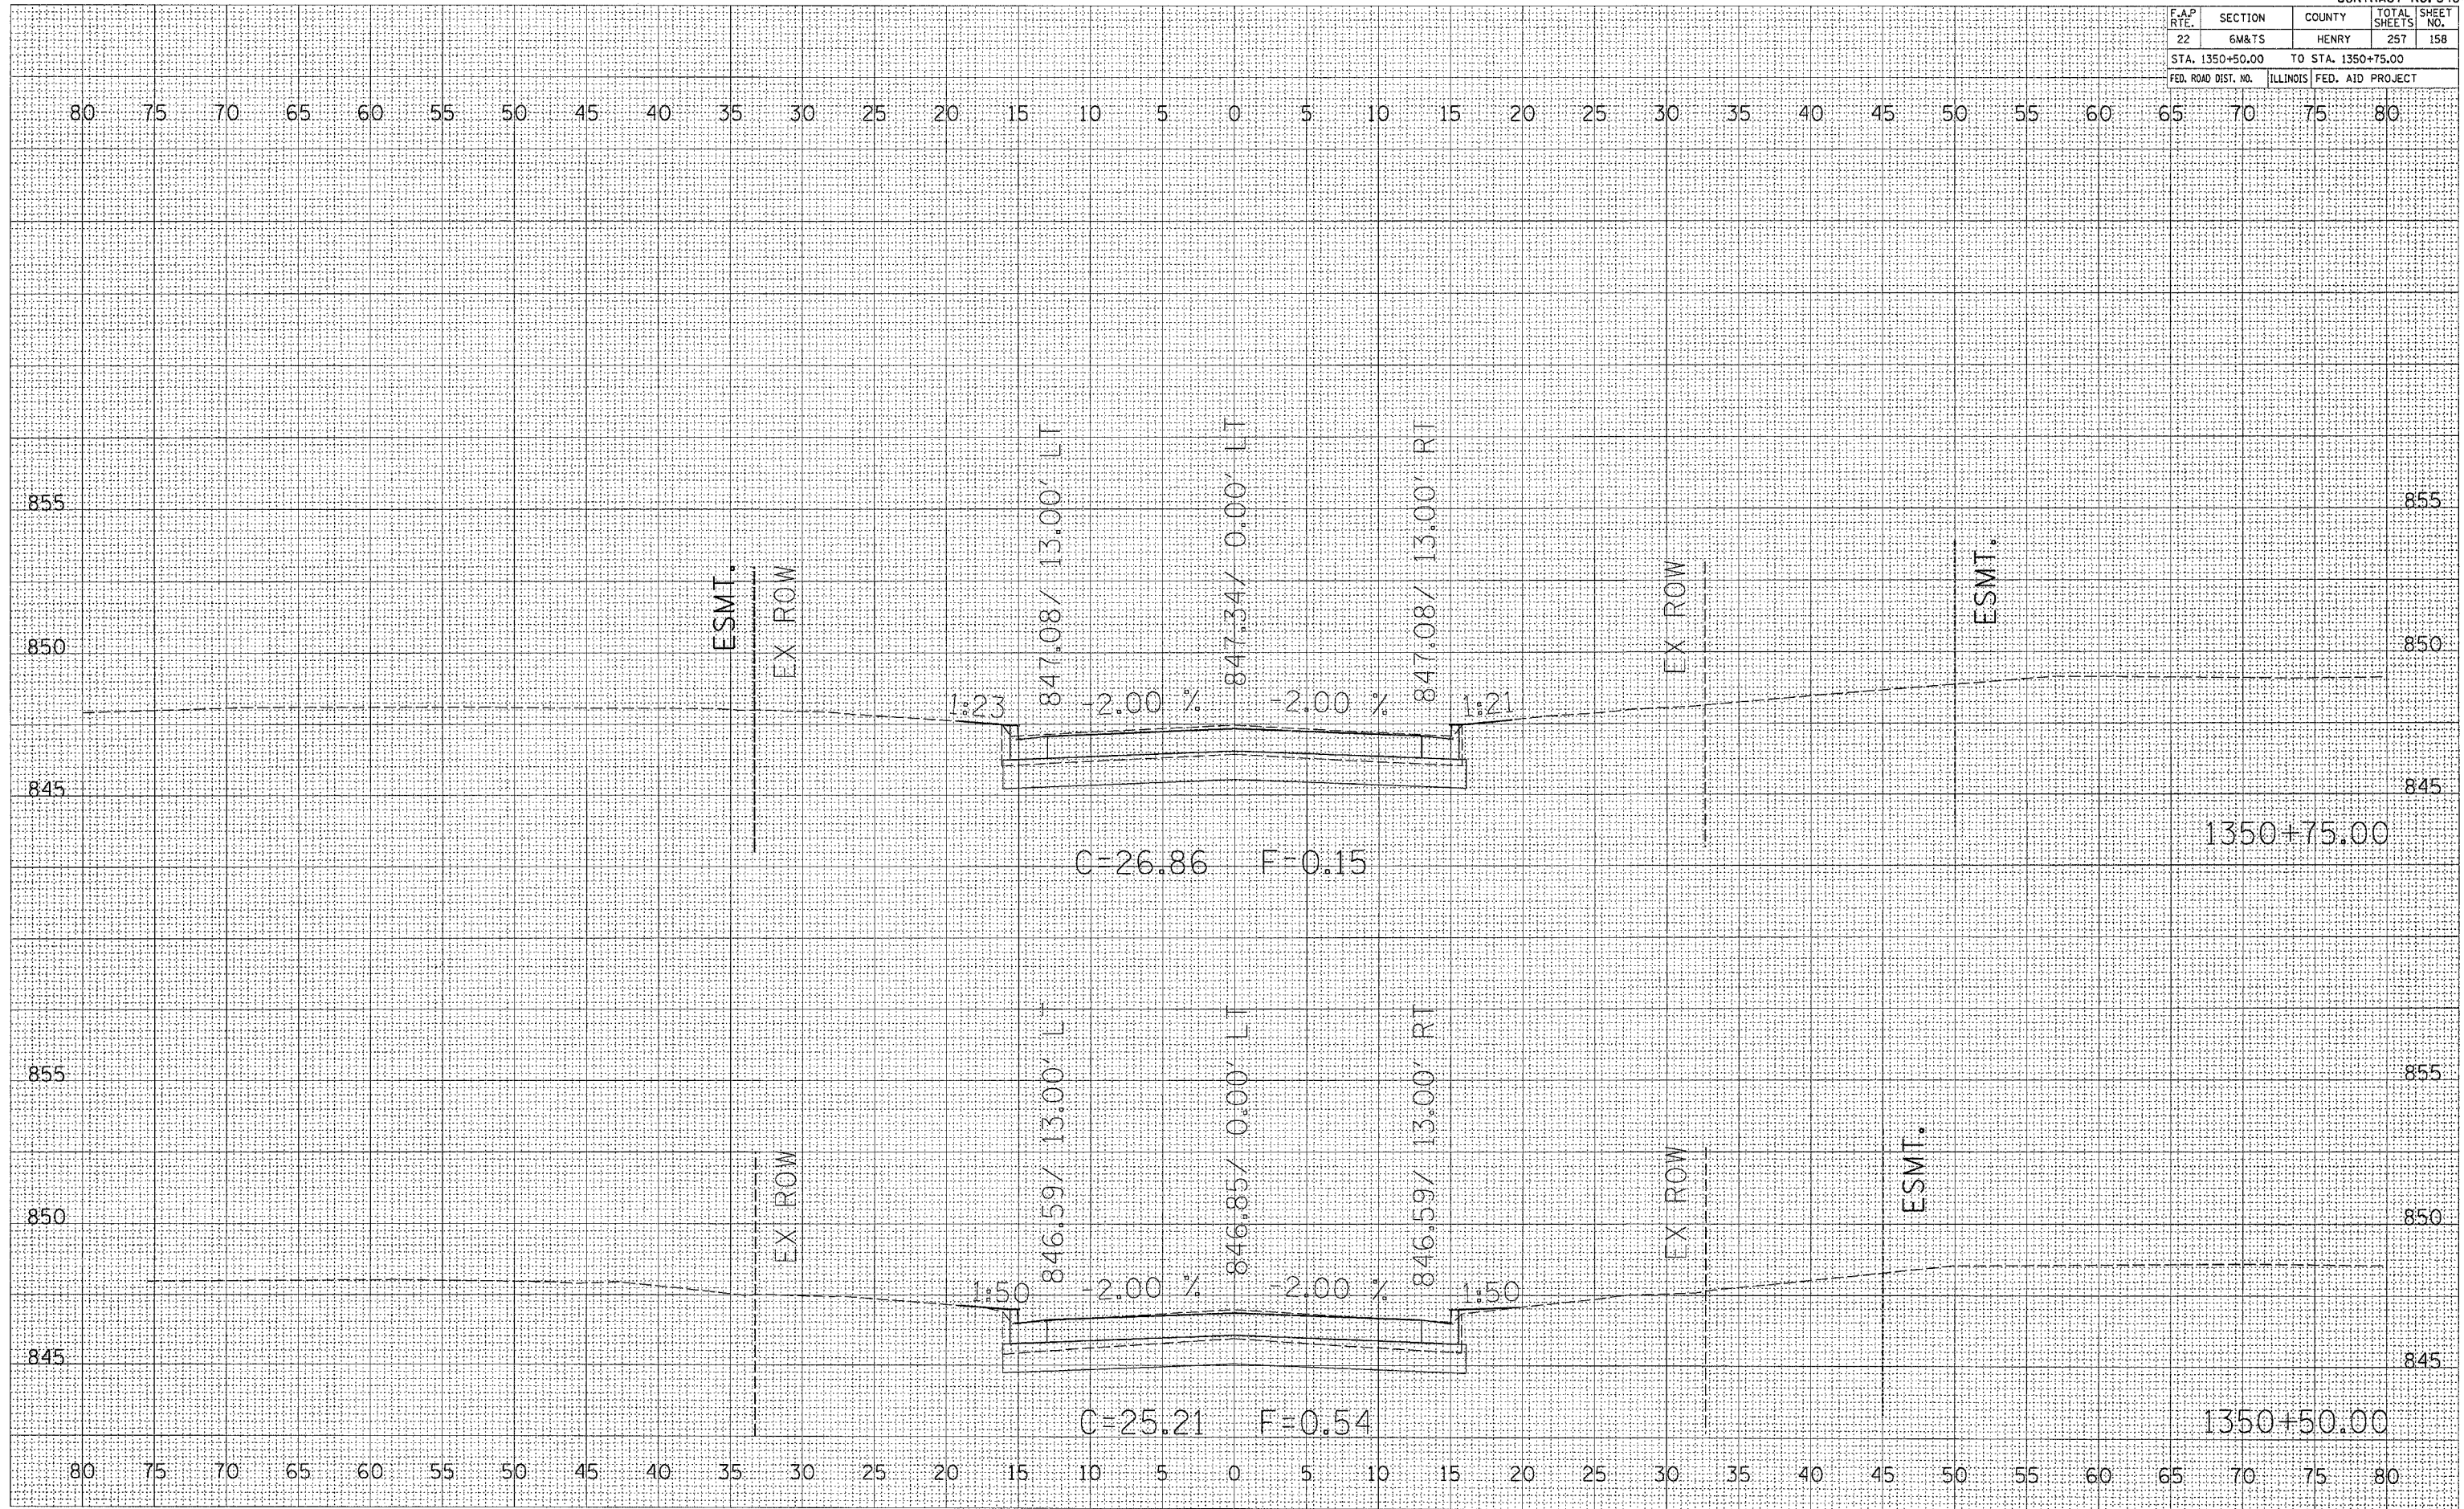 F.A.P RTE. SECTION COUNTY TOTAL SHEETS SHEET NO.
22 6M&TS HENRY 257 158
STA. 1350+50.00 TO STA. 1350+75.00
FED. ROAD DIST. NO. ILLINOIS FED. AID PROJECT
80 75 70 65 60 55 50 45 40 35 30 25 20 15 10 5 0 5 10 15 20 25 30 35 40 45 50 55 60 65 70 75 80
847.08/ 13.00' LT
847.34/ 0.00' LT
847.08/ 13.00' RT
855 855
ESMT.
EX ROW
EX ROW
ESMT.
850 850
1:23 -2.00 % -2.00 % 1:21
845 845
1350+75.00
C=26.86 F=0.15
846.59/ 13.00' LT
846.85/ 0.00' LT
846.59/ 13.00' RT
855 855
EX ROW
EX ROW
ESMT.
850 850
1:50 -2.00 % -2.00 % 1:50
845 845
C=25.21 F=0.54 1350+50.00
80 75 70 65 60 55 50 45 40 35 30 25 20 15 10 5 0 5 10 15 20 25 30 35 40 45 50 55 60 65 70 75 80